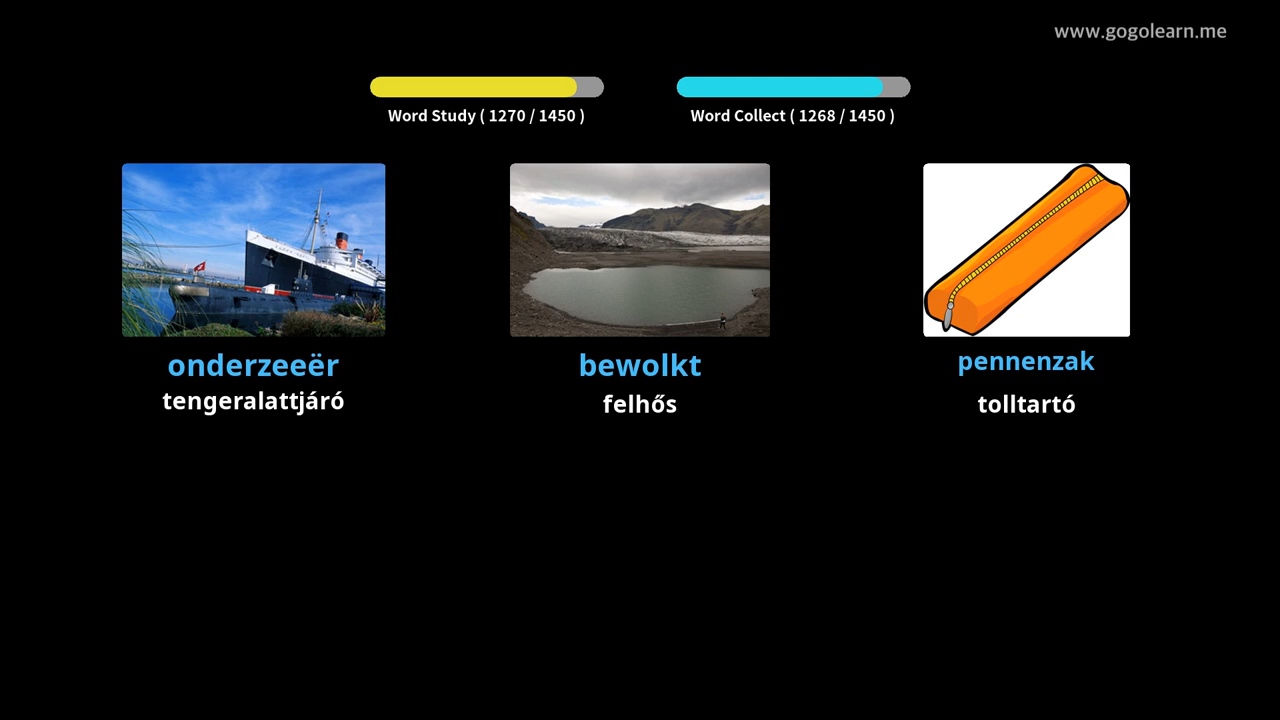 www.gogolearn.me
Word Study ( 1270 / 1450 )
Word Collect ( 1268 / 1450 )
onderzeeër
bewolkt
pennenzak
tengeralattjáró
felhős
tolltartó